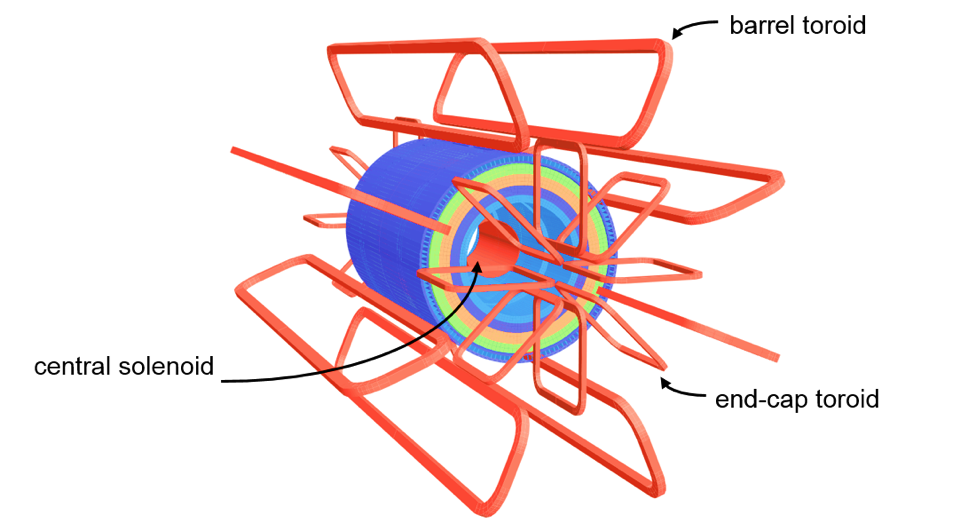 barrel toroid
central solenoid
end-cap toroid